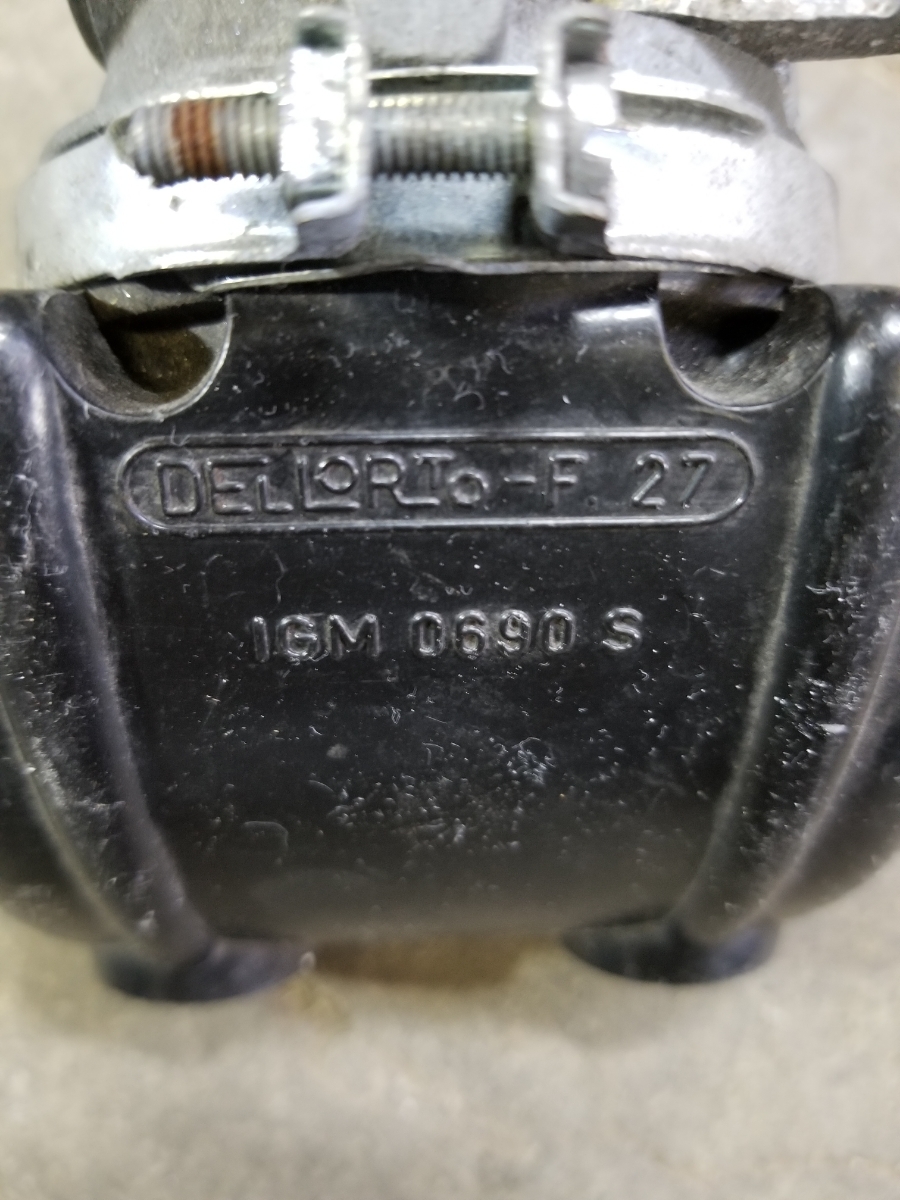 DELLORTO-F. 27
IGM 0690 S